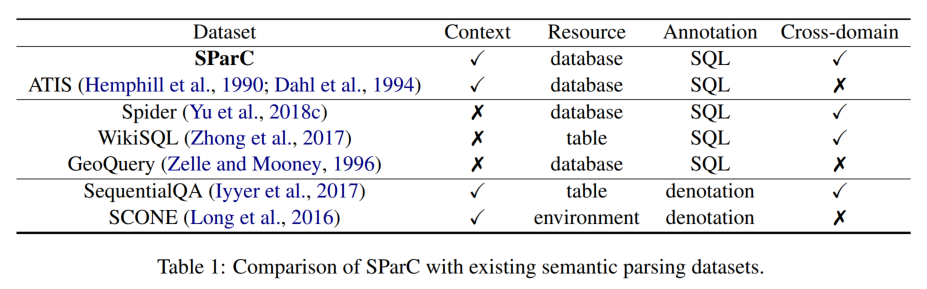 Dataset Context Resource Annotation Cross-domain
SParC ✓ database SQL ✓
ATIS (Hemphill et al., 1990; Dahl et al., 1994) ✓ database SQL ✗
Spider (Yu et al., 2018c) ✗ database SQL ✓
WikiSQL (Zhong et al., 2017) ✗ table SQL ✓
GeoQuery (Zelle and Mooney, 1996) ✗ database SQL ✗
SequentialQA (Iyyer et al., 2017) ✓ table denotation ✓
SCONE (Long et al., 2016) ✓ environment denotation ✗
Table 1: Comparison of SParC with existing semantic parsing datasets.